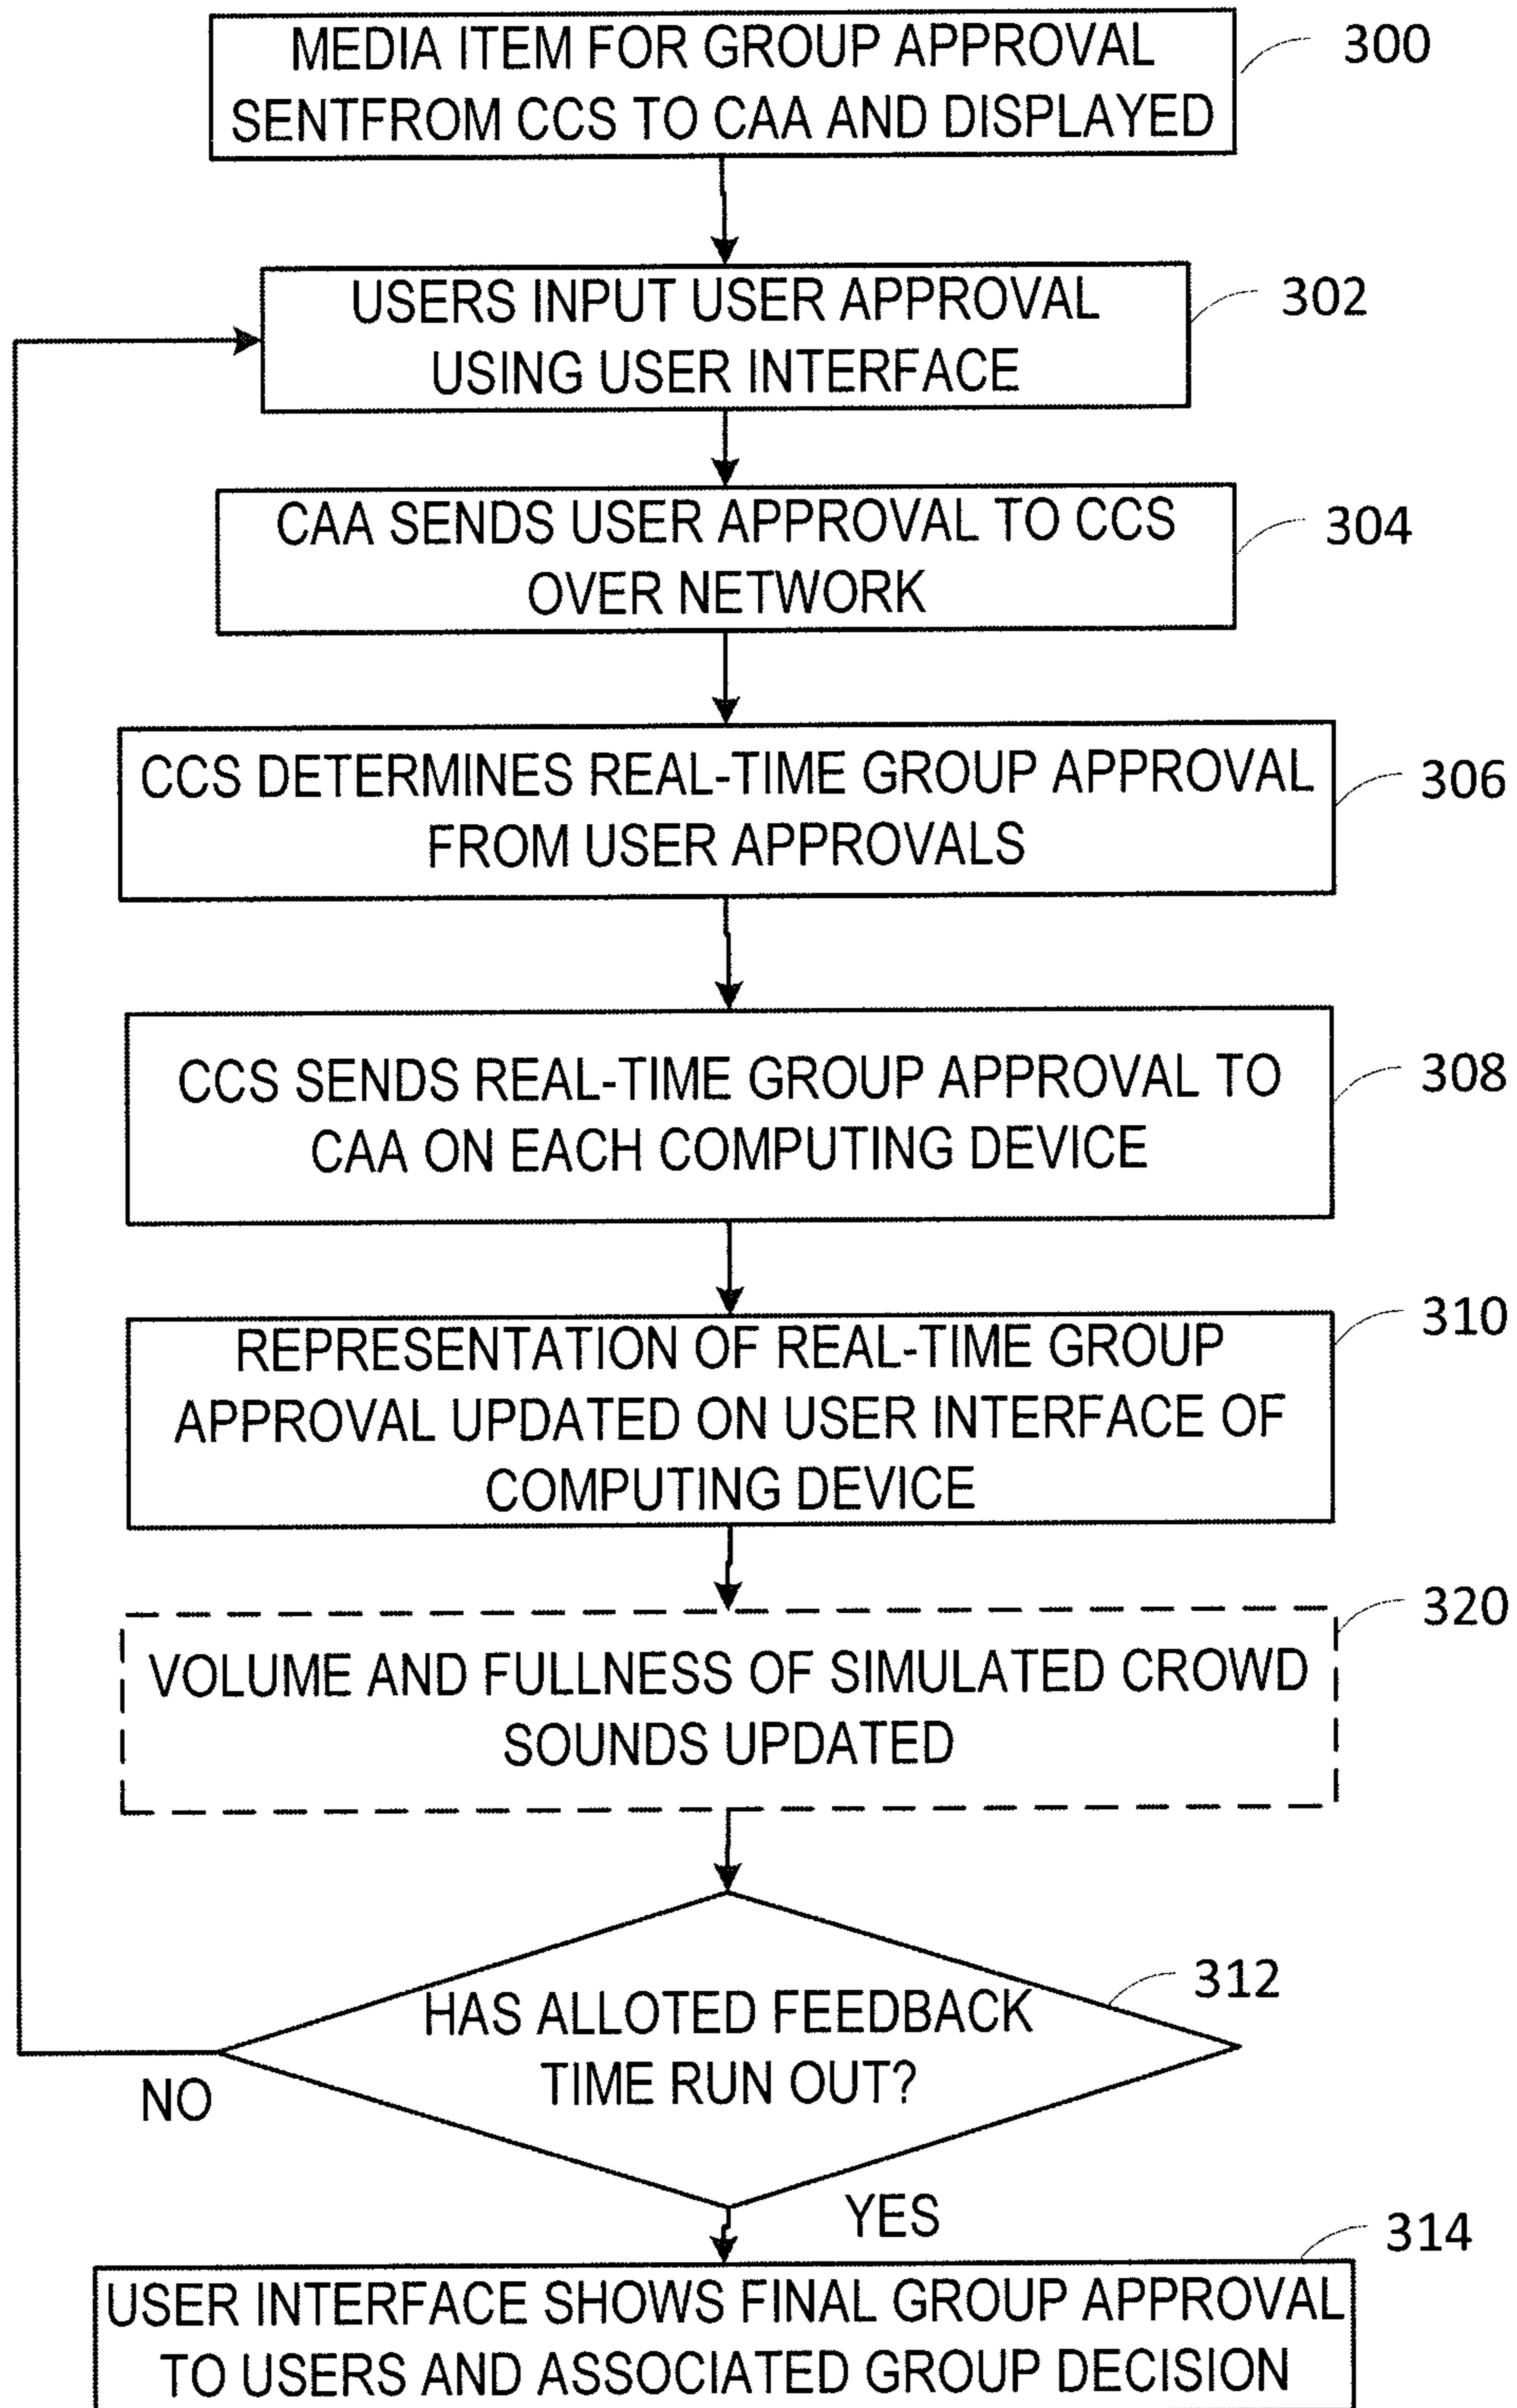 MEDIA ITEM FOR GROUP APPROVAL
SENTFROM CCS TO CAA AND DISPLAYED
300
USERS INPUT USER APPROVAL
USING USER INTERFACE
302
CAA SENDS USER APPROVAL TO CCS
OVER NETWORK
304
CCS DETERMINES REAL-TIME GROUP APPROVAL
FROM USER APPROVALS
306
CCS SENDS REAL-TIME GROUP APPROVAL TO
CAA ON EACH COMPUTING DEVICE
308
REPRESENTATION OF REAL-TIME GROUP
APPROVAL UPDATED ON USER INTERFACE OF
COMPUTING DEVICE
310
VOLUME AND FULLNESS OF SIMULATED CROWD
SOUNDS UPDATED
320
HAS ALLOTED FEEDBACK
TIME RUN OUT?
312
NO
YES
USER INTERFACE SHOWS FINAL GROUP APPROVAL
TO USERS AND ASSOCIATED GROUP DECISION
314